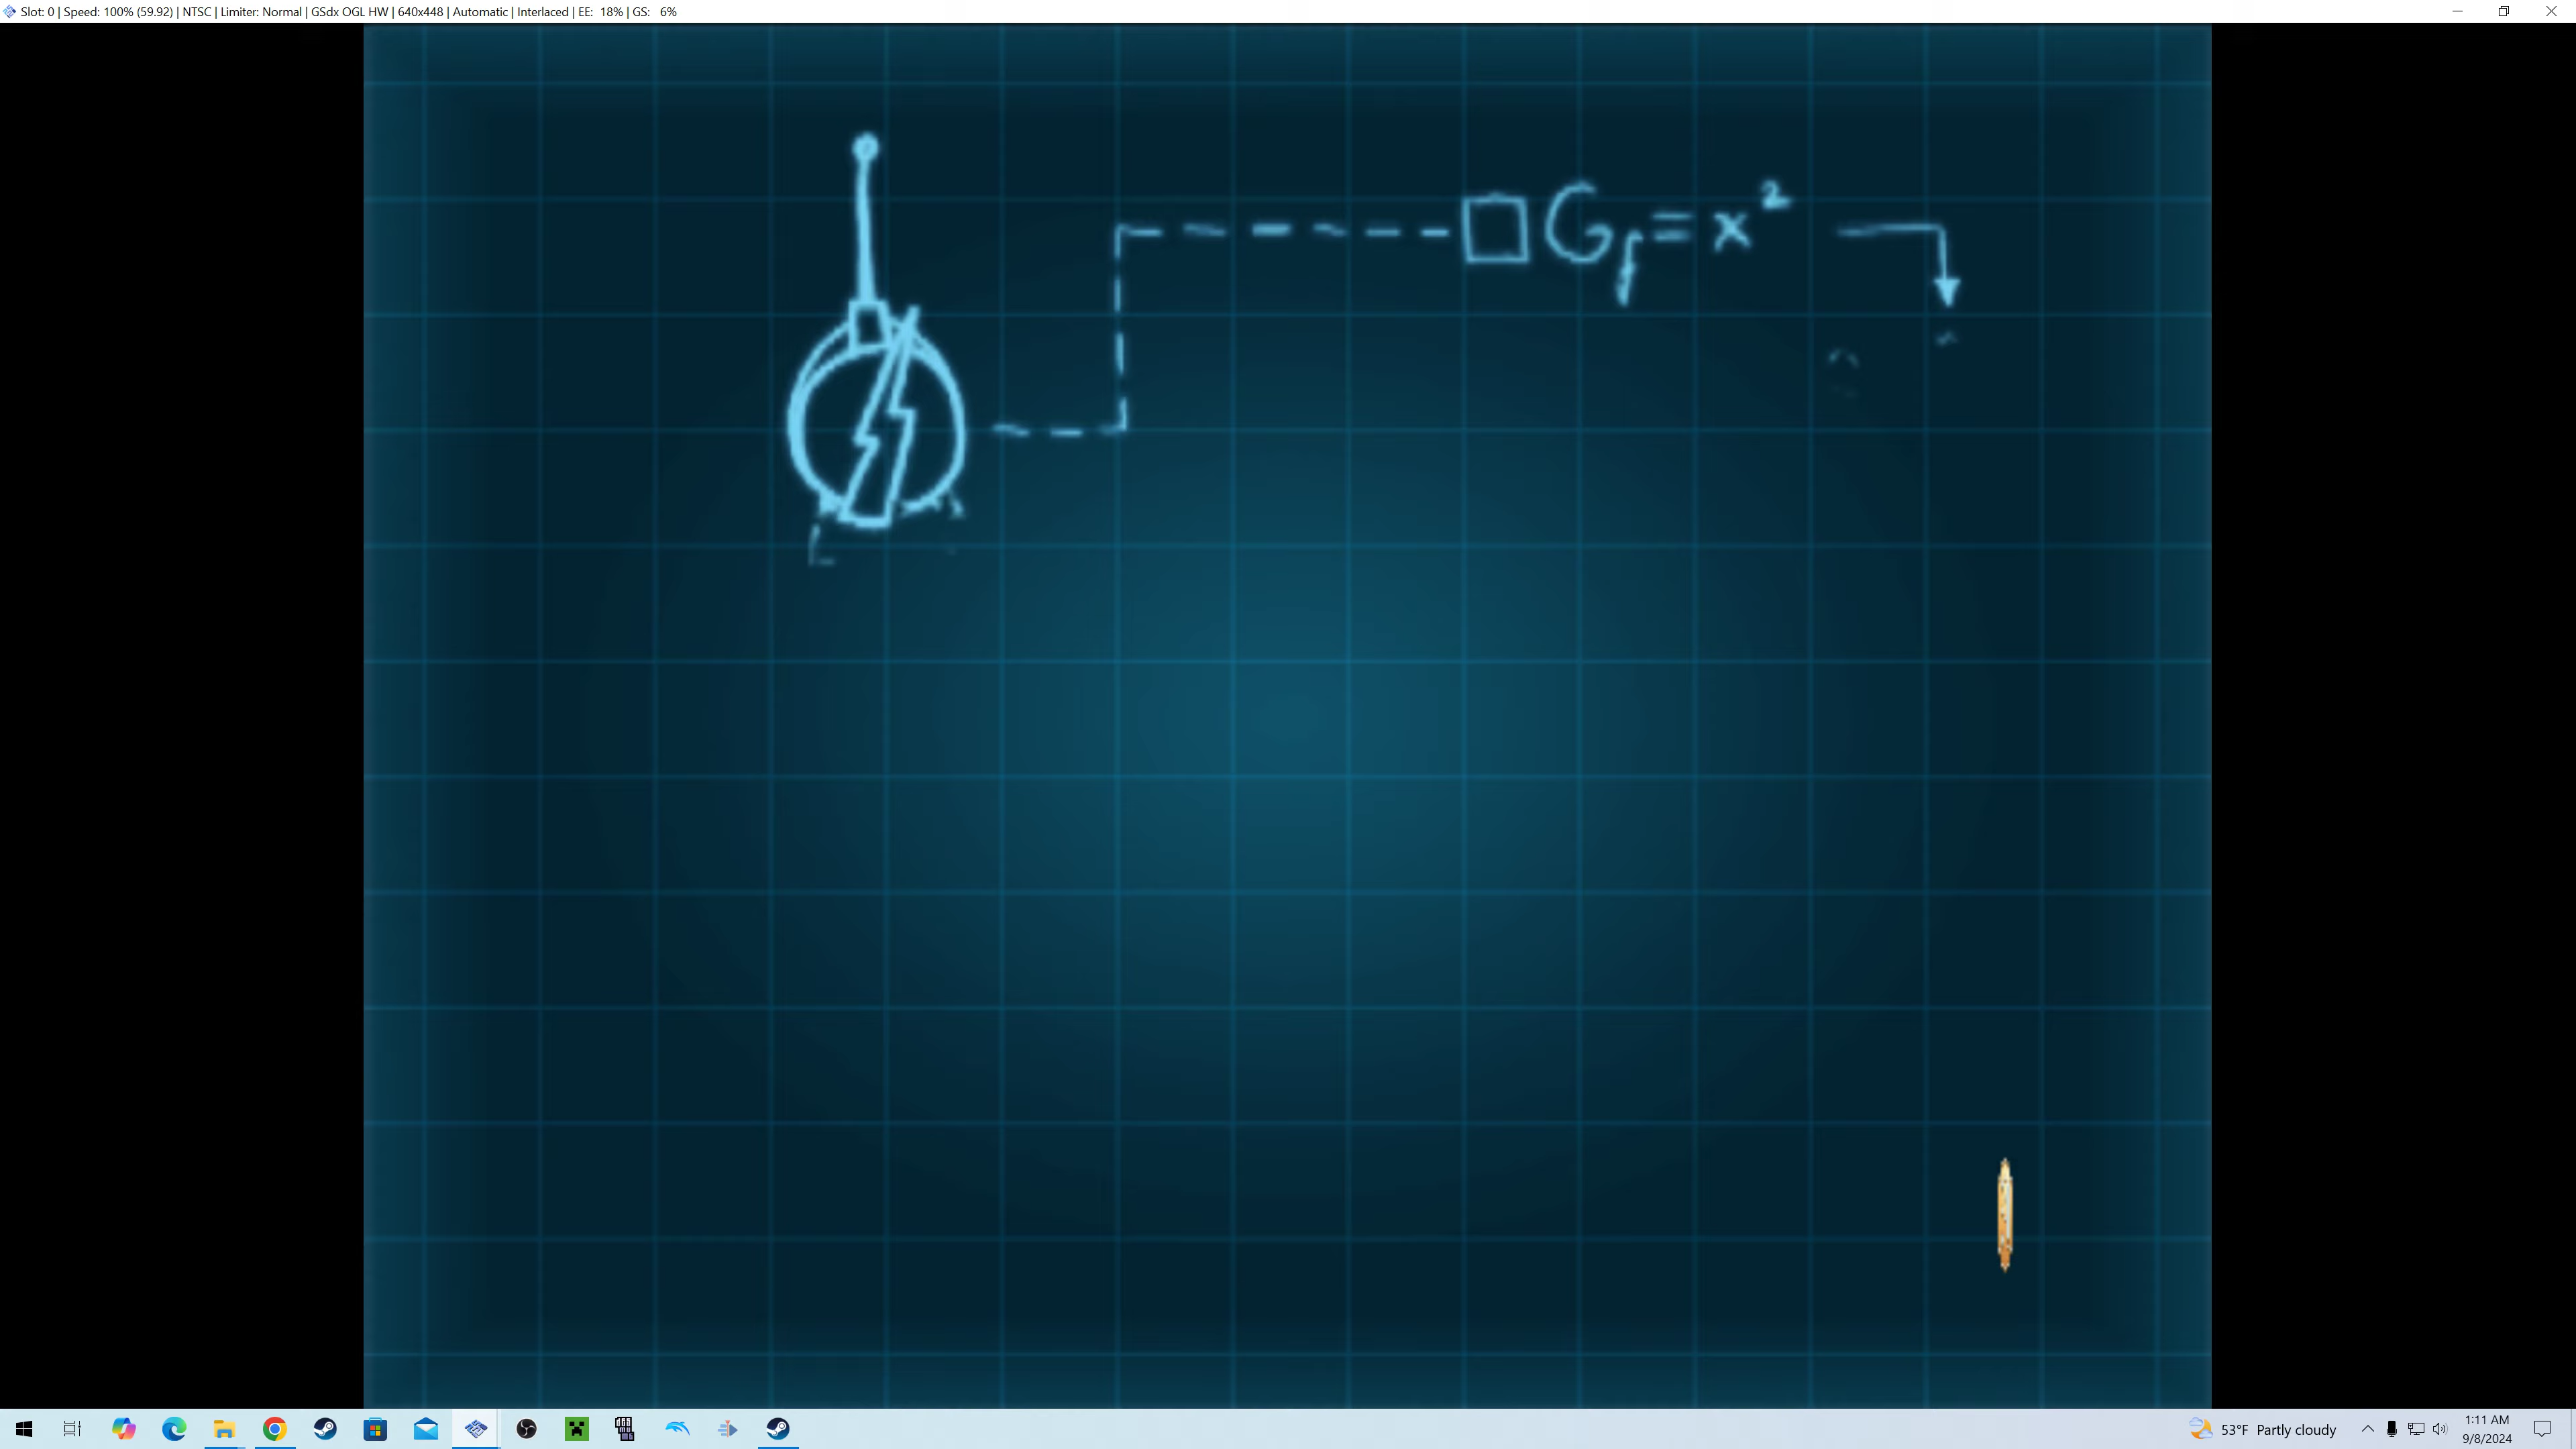 Slot: 0 | Speed: 100% (59.92) | NTSC | Limiter: Normal | GSdx OGL HW | 640x448 | Automatic | Interlaced | EE: 18% | GS: 6%
□Gr=x²
53°F Partly cloudy
1:11 AM
9/8/2024